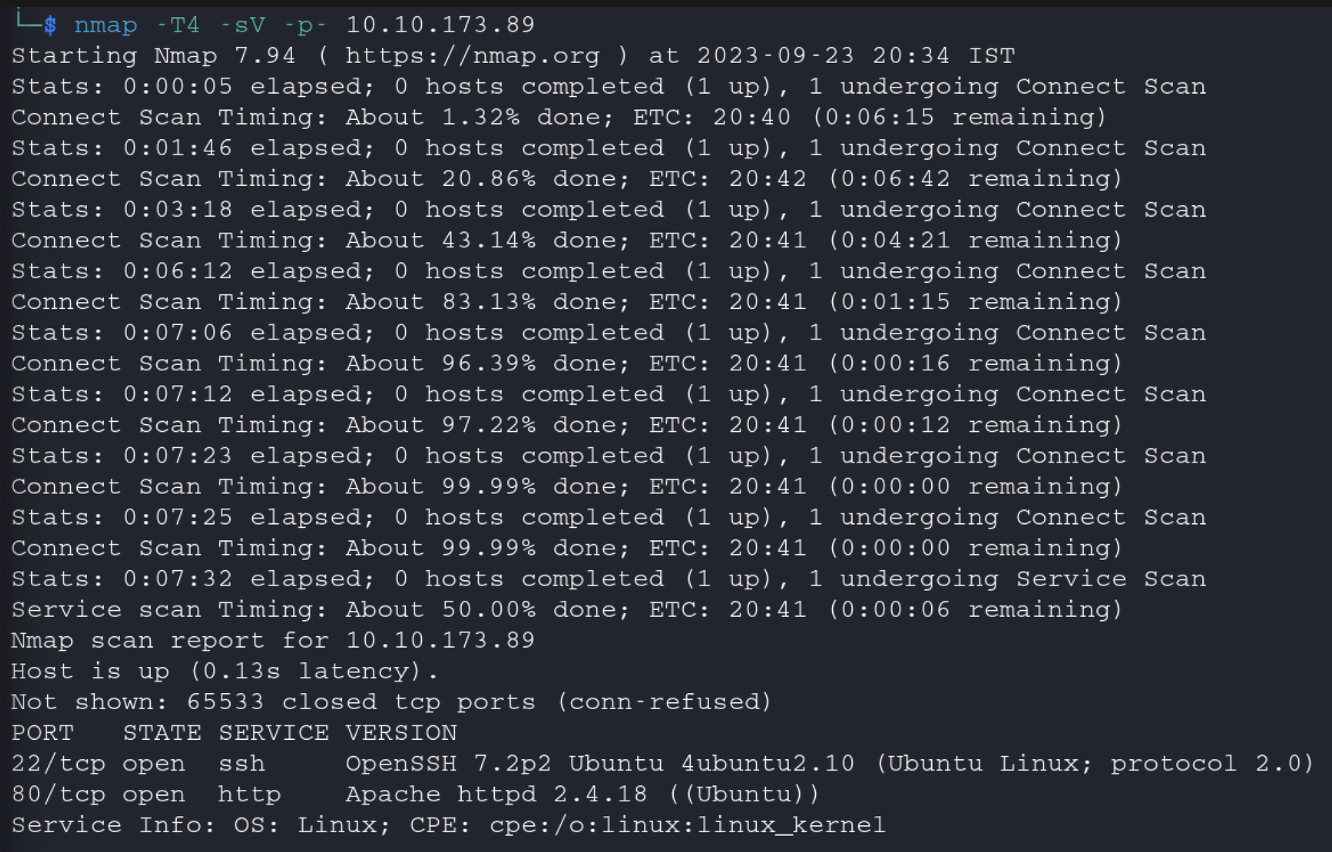 └─$ nmap -T4 -sV -p- 10.10.173.89
Starting Nmap 7.94 ( https://nmap.org ) at 2023-09-23 20:34 IST
Stats: 0:00:05 elapsed; 0 hosts completed (1 up), 1 undergoing Connect Scan
Connect Scan Timing: About 1.32% done; ETC: 20:40 (0:06:15 remaining)
Stats: 0:01:46 elapsed; 0 hosts completed (1 up), 1 undergoing Connect Scan
Connect Scan Timing: About 20.86% done; ETC: 20:42 (0:06:42 remaining)
Stats: 0:03:18 elapsed; 0 hosts completed (1 up), 1 undergoing Connect Scan
Connect Scan Timing: About 43.14% done; ETC: 20:41 (0:04:21 remaining)
Stats: 0:06:12 elapsed; 0 hosts completed (1 up), 1 undergoing Connect Scan
Connect Scan Timing: About 83.13% done; ETC: 20:41 (0:01:15 remaining)
Stats: 0:07:06 elapsed; 0 hosts completed (1 up), 1 undergoing Connect Scan
Connect Scan Timing: About 96.39% done; ETC: 20:41 (0:00:16 remaining)
Stats: 0:07:12 elapsed; 0 hosts completed (1 up), 1 undergoing Connect Scan
Connect Scan Timing: About 97.22% done; ETC: 20:41 (0:00:12 remaining)
Stats: 0:07:23 elapsed; 0 hosts completed (1 up), 1 undergoing Connect Scan
Connect Scan Timing: About 99.99% done; ETC: 20:41 (0:00:00 remaining)
Stats: 0:07:25 elapsed; 0 hosts completed (1 up), 1 undergoing Connect Scan
Connect Scan Timing: About 99.99% done; ETC: 20:41 (0:00:00 remaining)
Stats: 0:07:32 elapsed; 0 hosts completed (1 up), 1 undergoing Service Scan
Service scan Timing: About 50.00% done; ETC: 20:41 (0:00:06 remaining)
Nmap scan report for 10.10.173.89
Host is up (0.13s latency).
Not shown: 65533 closed tcp ports (conn-refused)
PORT   STATE SERVICE VERSION
22/tcp open  ssh     OpenSSH 7.2p2 Ubuntu 4ubuntu2.10 (Ubuntu Linux; protocol 2.0)
80/tcp open  http    Apache httpd 2.4.18 ((Ubuntu))
Service Info: OS: Linux; CPE: cpe:/o:linux:linux_kernel